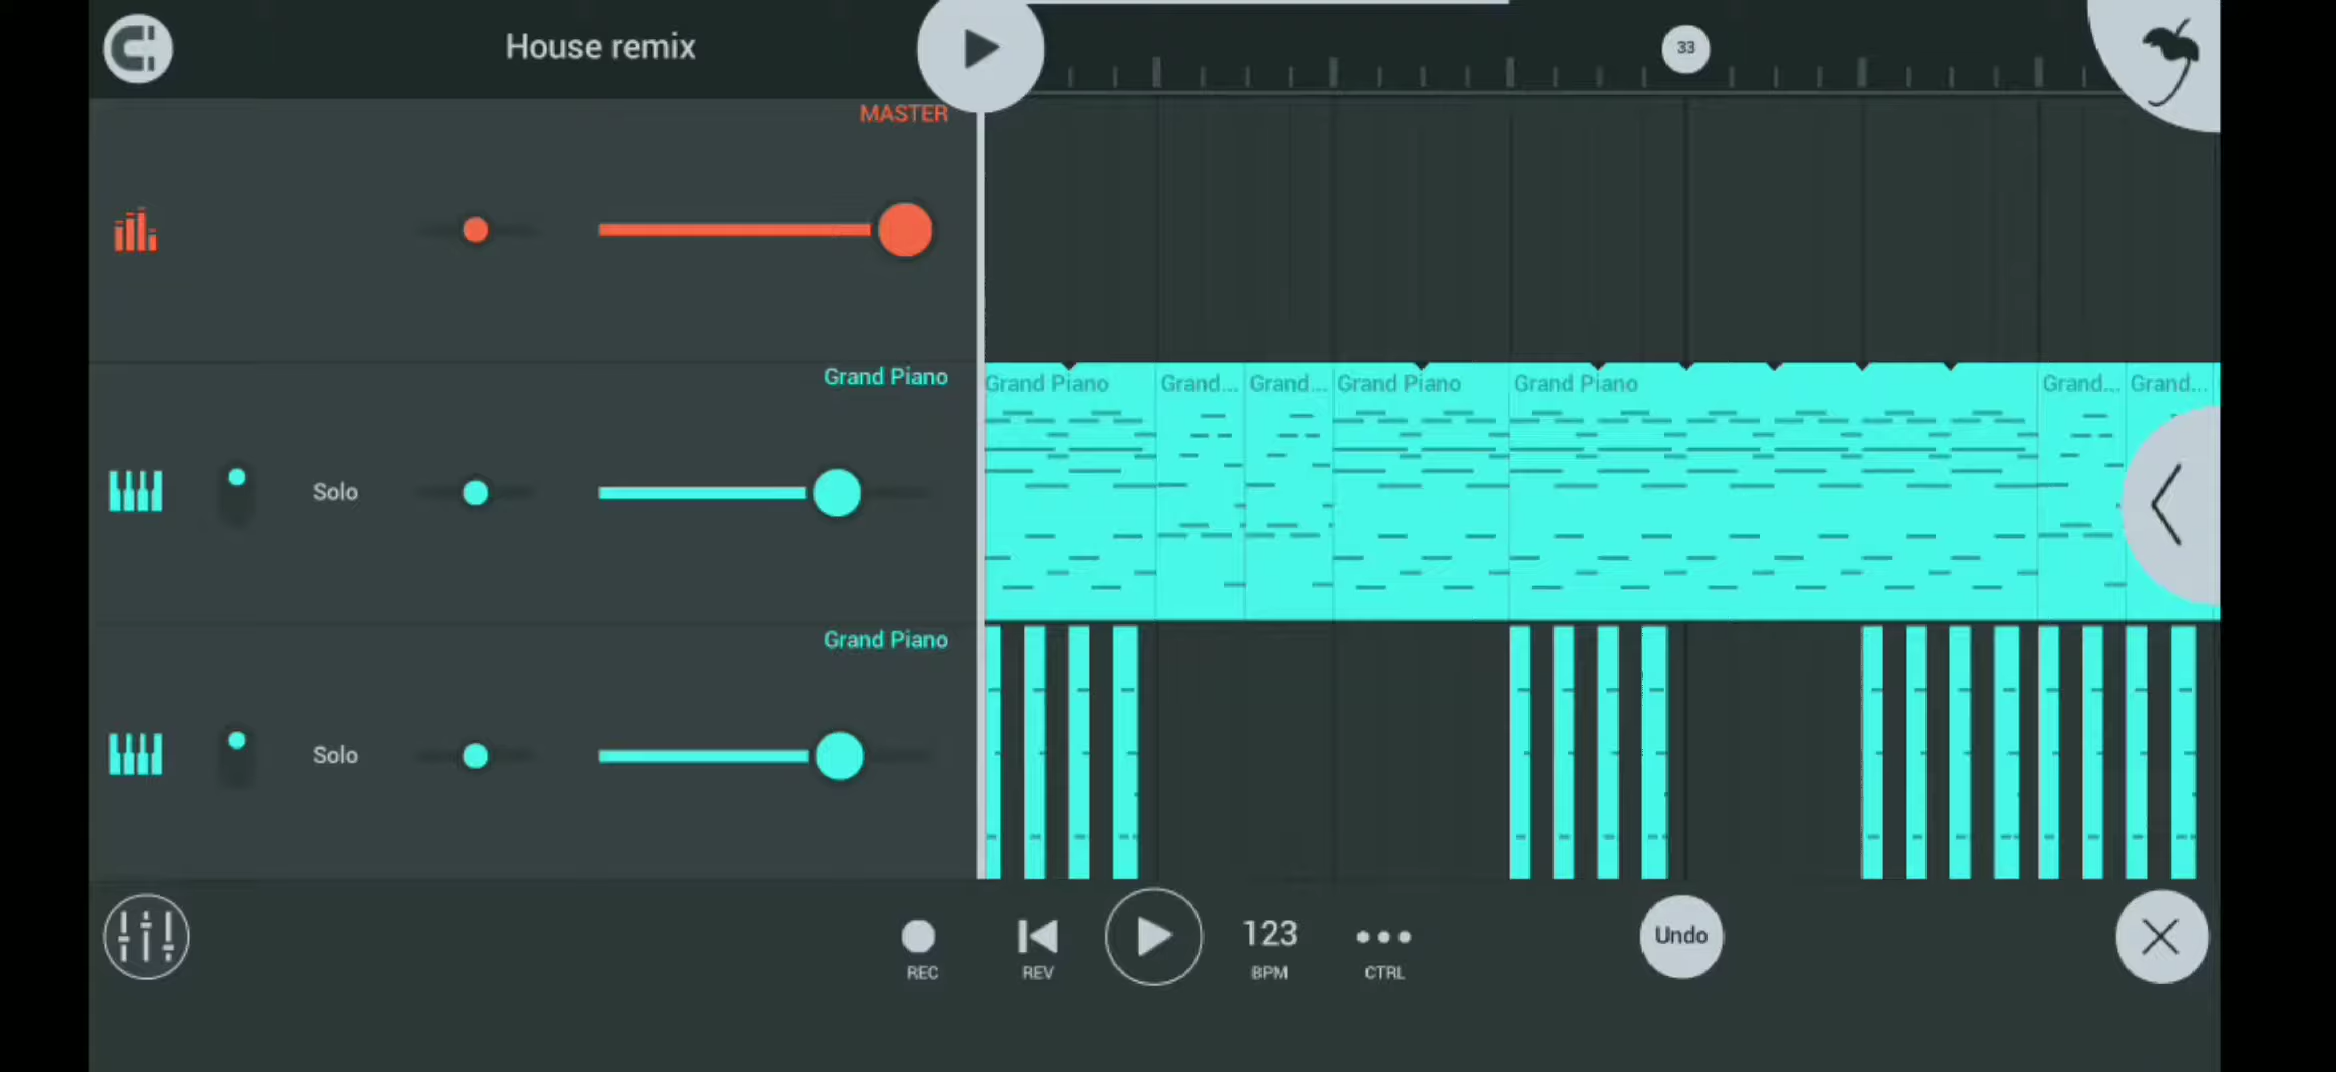 House remix
33
MASTER
Grand Piano
Grand Piano
Grand...
Grand...
Grand Piano
Grand Piano
Grand...
Grand...
Solo
Grand Piano
Solo
REC
REV
123
BPM
CTRL
Undo